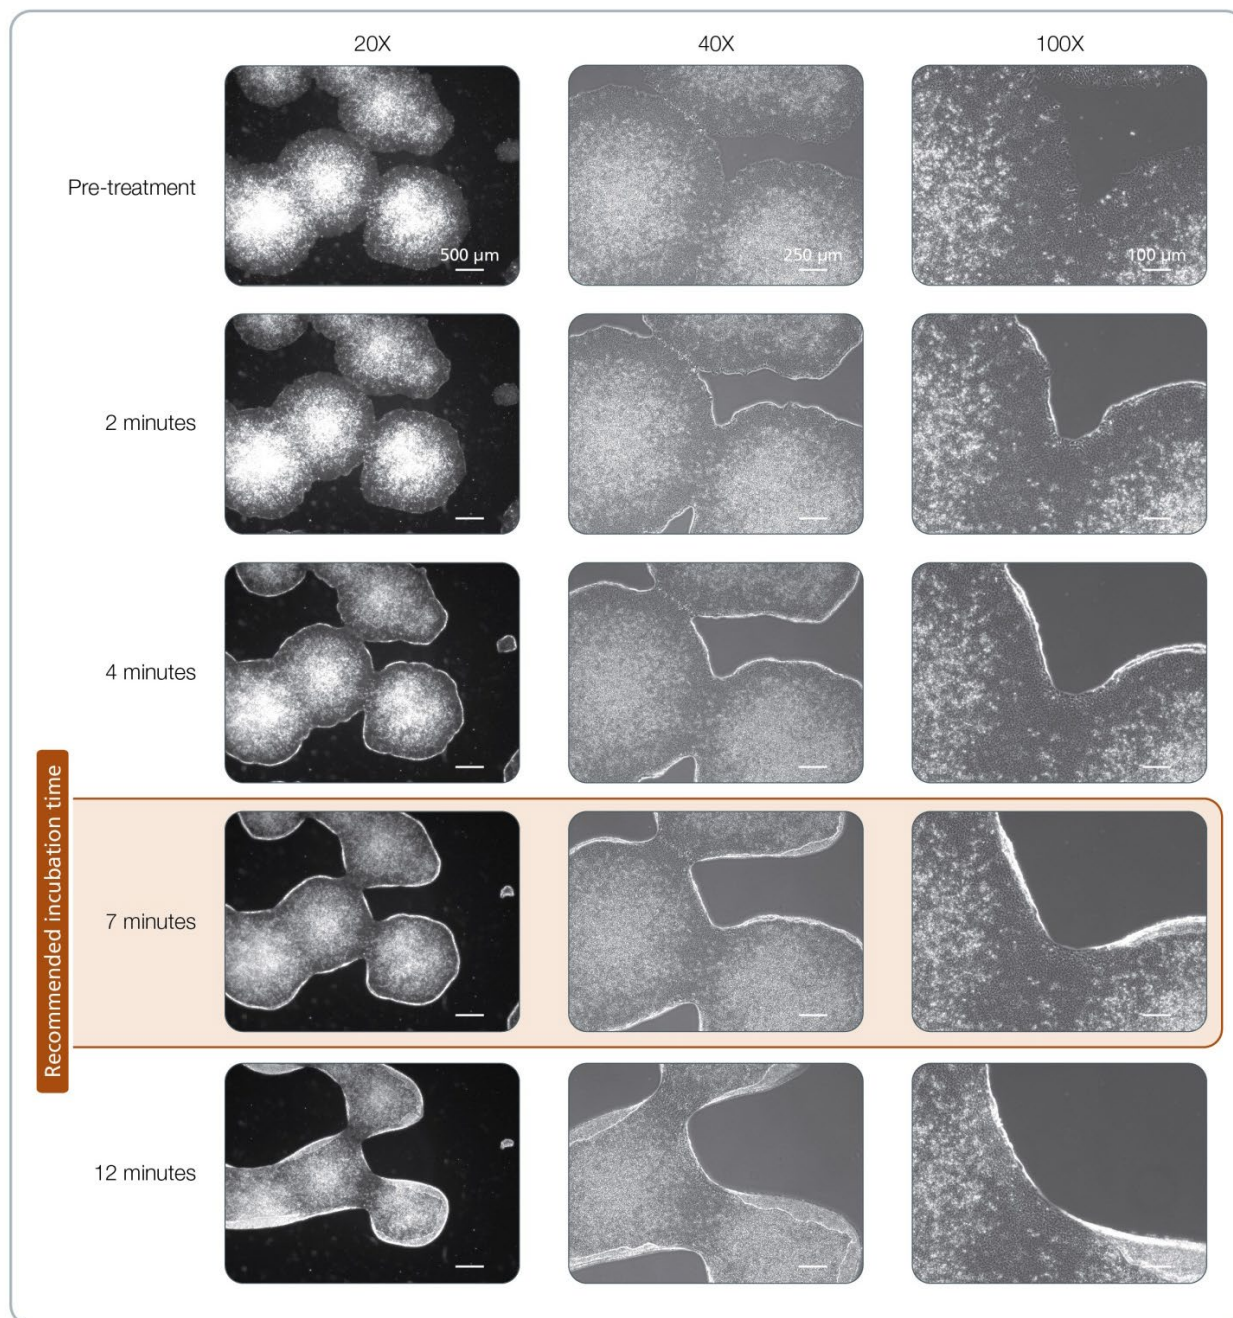 20X
40X
100X
Pre-treatment
500 µm
250 µm
100 µm
2 minutes
4 minutes
Recommended incubation time
7 minutes
12 minutes